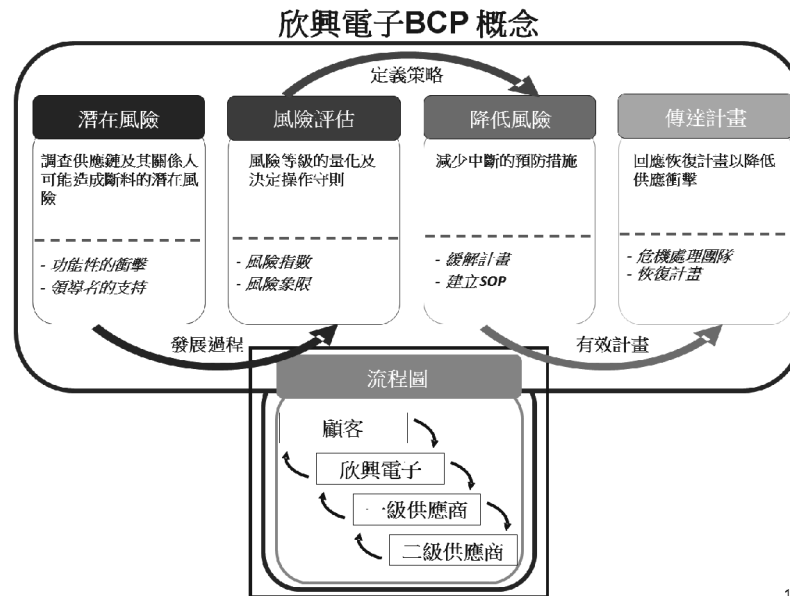 欣興電子BCP 概念
定義策略
潛在風險
調查供應鏈及其關係人
可能造成斷料的潛在風
險
- 功能性的衝擊
- 領導者的支持
風險評估
風險等級的量化及
決定操作守則
- 風險指數
- 風險象限
降低風險
減少中斷的預防措施
- 緩解計畫
- 建立SOP
傳達計畫
回應恢復計畫以降低
供應衝擊
- 危機處理團隊
- 恢復計畫
發展過程
有效計畫
流程圖
顧客
欣興電子
一級供應商
二級供應商
1